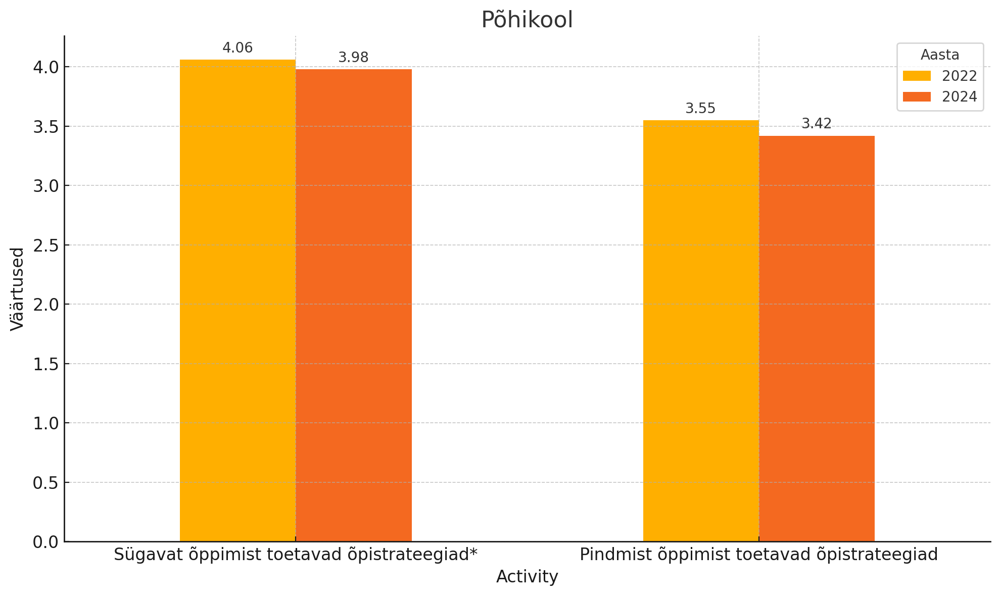 Põhikool
4.06
3.98
3.55
3.42
Aasta
2022
2024
Väärtused
4.0
3.5
3.0
2.5
2.0
1.5
1.0
0.5
0.0
Sügavat õppimist toetavad õpistrateegiad*
Pindmist õppimist toetavad õpistrateegiad
Activity